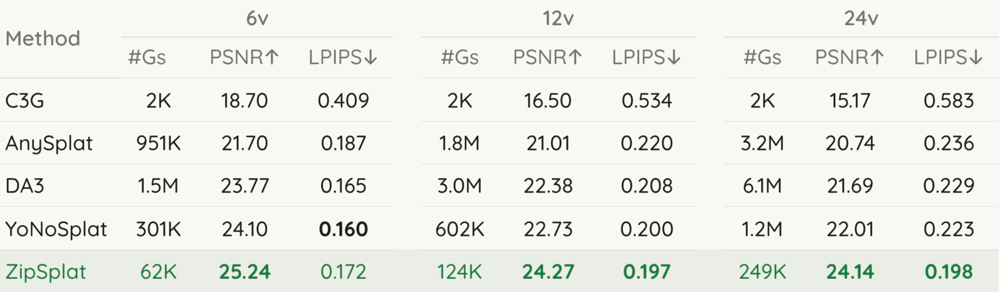 6v 12v 24v
Method
#Gs PSNR↑ LPIPS↓ #Gs PSNR↑ LPIPS↓ #Gs PSNR↑ LPIPS↓
C3G 2K 18.70 0.409 2K 16.50 0.534 2K 15.17 0.583
AnySplat 951K 21.70 0.187 1.8M 21.01 0.220 3.2M 20.74 0.236
DA3 1.5M 23.77 0.165 3.0M 22.38 0.208 6.1M 21.69 0.229
YoNoSplat 301K 24.10 0.160 602K 22.73 0.200 1.2M 22.01 0.223
ZipSplat 62K 25.24 0.172 124K 24.27 0.197 249K 24.14 0.198